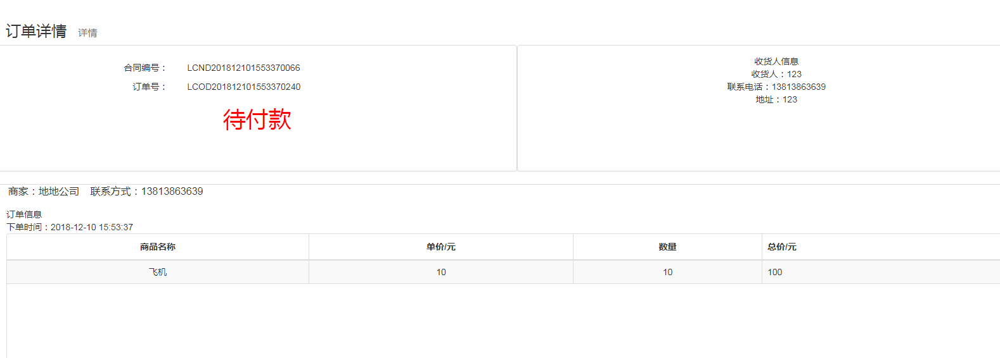 订单详情 详情
合同编号： LCND201812101553370066
订单号： LCOD201812101553370240
待付款
收货人信息
收货人：123
联系电话：13813863639
地址：123
商家：地地公司 联系方式：13813863639
订单信息
下单时间：2018-12-10 15:53:37
商品名称 单价/元 数量 总价/元
飞机 10 10 100